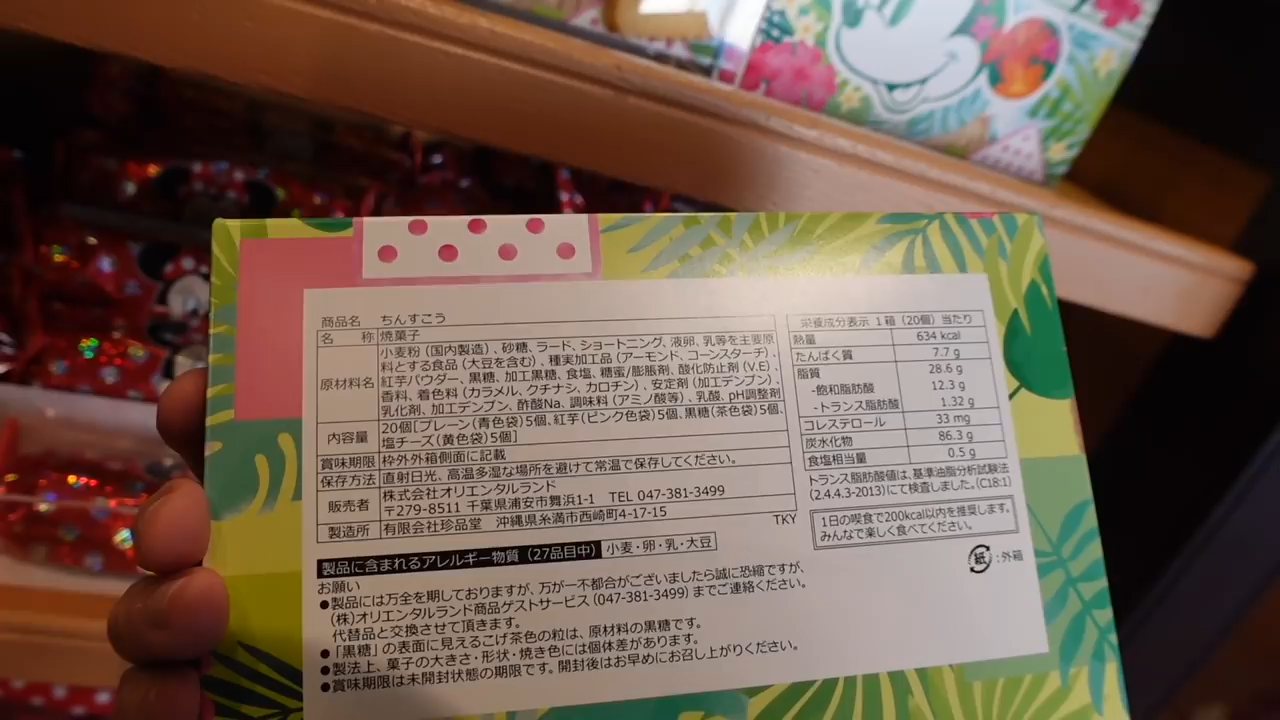 商品名 ちんすこう
名称 焼菓子
原材料名 小麦粉(国内製造)、砂糖、ラード、ショートニング、液卵、乳等を主要原
料とする食品(大豆を含む)、種実加工品(アーモンド、コーンスターチ)、
紅芋パウダー、黒糖、加工黒糖、食塩、糖蜜/膨脹剤、酸化防止剤(V.E)、
香料、着色料(カラメル、クチナシ、カロチン)、安定剤(加工デンプン)、
乳化剤、加工デンプン、酢酸Na、調味料(アミノ酸等)、乳酸、pH調整剤
内容量 20個[プレーン(青色袋)5個、紅芋(ピンク色袋)5個、黒糖(茶色袋)5個、
塩チーズ(黄色袋)5個]
賞味期限 枠外外箱側面に記載
保存方法 直射日光、高温多湿な場所を避けて常温で保存してください。
販売者 株式会社オリエンタルランド
〒279-8511 千葉県浦安市舞浜1-1 TEL 047-381-3499
製造所 有限会社珍品堂 沖縄県糸満市西崎町4-17-15
TKY
製品に含まれるアレルギー物質(27品目中) 小麦・卵・乳・大豆
お願い
●製品には万全を期しておりますが、万が一不都合がございましたら誠に恐縮ですが、
(株)オリエンタルランド商品ゲストサービス(047-381-3499)までご連絡ください。
代替品と交換させて頂きます。
●「黒糖」の表面に見えるこげ茶色の粒は、原材料の黒糖です。
●製法上、菓子の大きさ・形状・焼き色には個体差があります。
●賞味期限は未開封状態の期限です。開封後はお早めにお召し上がりください。
栄養成分表示 1箱(20個)当たり
熱量 634 kcal
たんぱく質 7.7 g
脂質 28.6 g
-飽和脂肪酸 12.3 g
-トランス脂肪酸 1.32 g
コレステロール 33 mg
炭水化物 86.3 g
食塩相当量 0.5 g
トランス脂肪酸値は、基準油脂分析試験法
(2.4.4.3-2013)にて検査しました。(C18:1)
1日の喫食で200kcal以内を推奨します。
みんなで楽しく食べてください。
紙:外箱